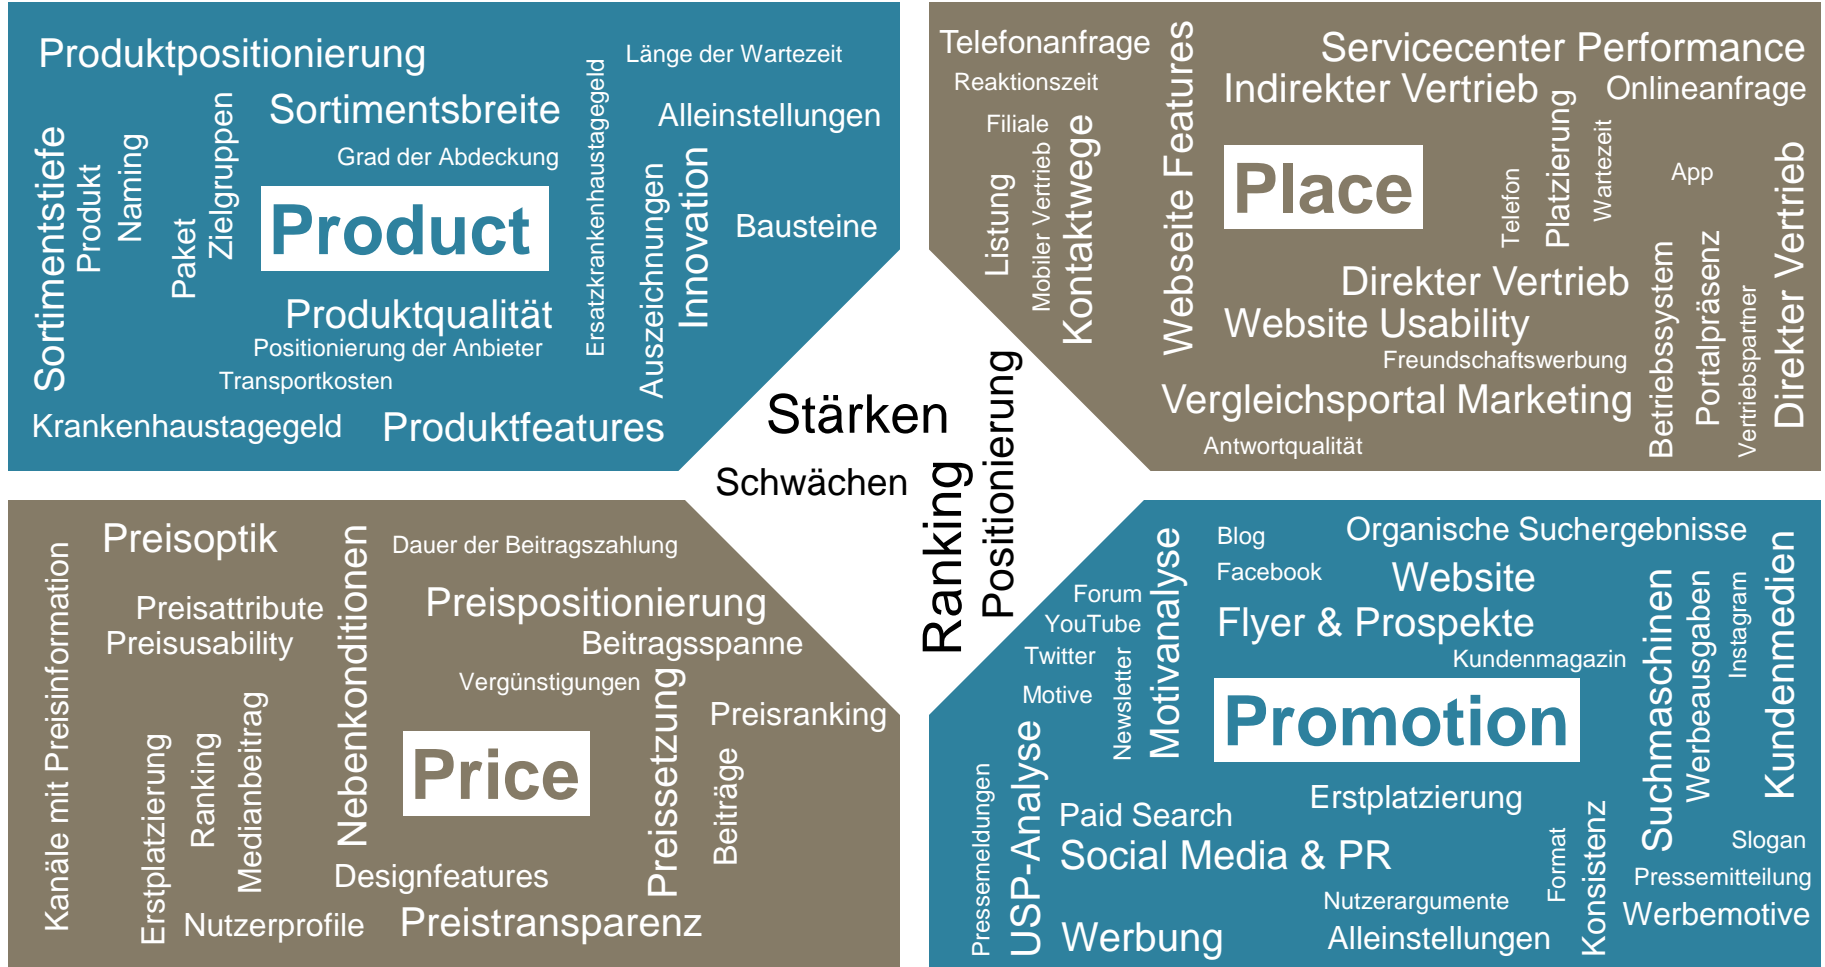 Produktpositionierung
Länge der Wartezeit
Sortimentsbreite
Alleinstellungen
Grad der Abdeckung
Sortimentstiefe
Produkt
Naming
Paket
Zielgruppen
Product
Ersatzkrankenhaustagegeld
Auszeichnungen
Innovation
Bausteine
Produktqualität
Positionierung der Anbieter
Transportkosten
Krankenhaustagegeld
Produktfeatures
Telefonanfrage
Reaktionszeit
Filiale
Listung
Mobiler Vertrieb
Kontaktwege
Webseite Features
Servicecenter Performance
Indirekter Vertrieb
Onlineanfrage
Place
Telefon
Platzierung
Wartezeit
App
Direkter Vertrieb
Website Usability
Freundschaftswerbung
Vergleichsportal Marketing
Antwortqualität
Betriebssystem
Portalpräsenz
Vertriebspartner
Direkter Vertrieb
Stärken
Schwächen
Ranking
Positionierung
Preisoptik
Dauer der Beitragszahlung
Kanäle mit Preisinformation
Preisattribute
Preisusability
Nebenkonditionen
Preispositionierung
Beitragsspanne
Vergünstigungen
Preisranking
Erstplatzierung
Ranking
Medianbeitrag
Price
Preissetzung
Beiträge
Designfeatures
Nutzerprofile
Preistransparenz
Blog
Organische Suchergebnisse
Facebook
Website
Forum
YouTube
Twitter
Motive
Newsletter
Motivanalyse
Flyer & Prospekte
Kundenmagazin
Suchmaschinen
Werbeausgaben
Instagram
Kundenmedien
Promotion
Pressemeldungen
USP-Analyse
Erstplatzierung
Paid Search
Social Media & PR
Nutzerargumente
Werbung
Alleinstellungen
Format
Konsistenz
Slogan
Pressemitteilung
Werbemotive